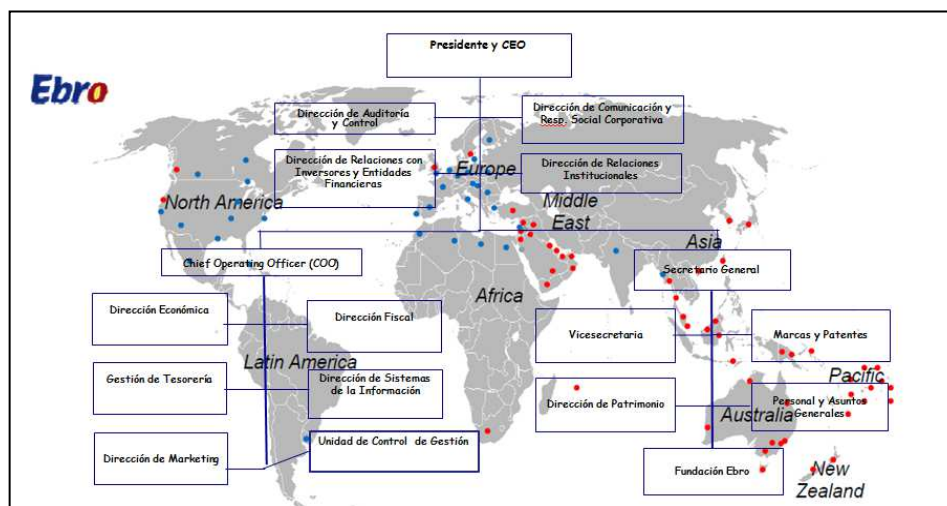 Presidente y CEO
Ebro
Dirección de Auditoría
y Control
Dirección de Comunicación y
Resp. Social Corporativa
Dirección de Relaciones con
Inversores y Entidades
Financieras
Dirección de Relaciones
Institucionales
Europe
North America
Middle
East
Asia
Chief Operating Officer (COO)
Secretario General
Africa
Dirección Económica
Dirección Fiscal
Vicesecretaria
Marcas y Patentes
Latin America
Pacific
Gestión de Tesorería
Dirección de Sistemas
de la Información
Dirección de Patrimonio
Personal y Asuntos
Generales
Australia
Dirección de Marketing
Unidad de Control de Gestión
Fundación Ebro
New
Zealand